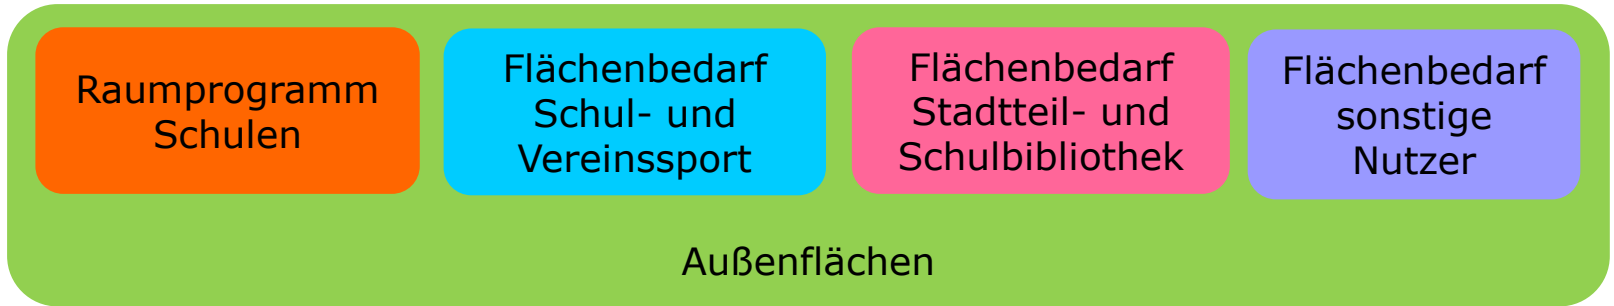 Raumprogramm
Schulen
Flächenbedarf
Schul- und
Vereinssport
Flächenbedarf
Stadtteil- und
Schulbibliothek
Flächenbedarf
sonstige
Nutzer
Außenflächen